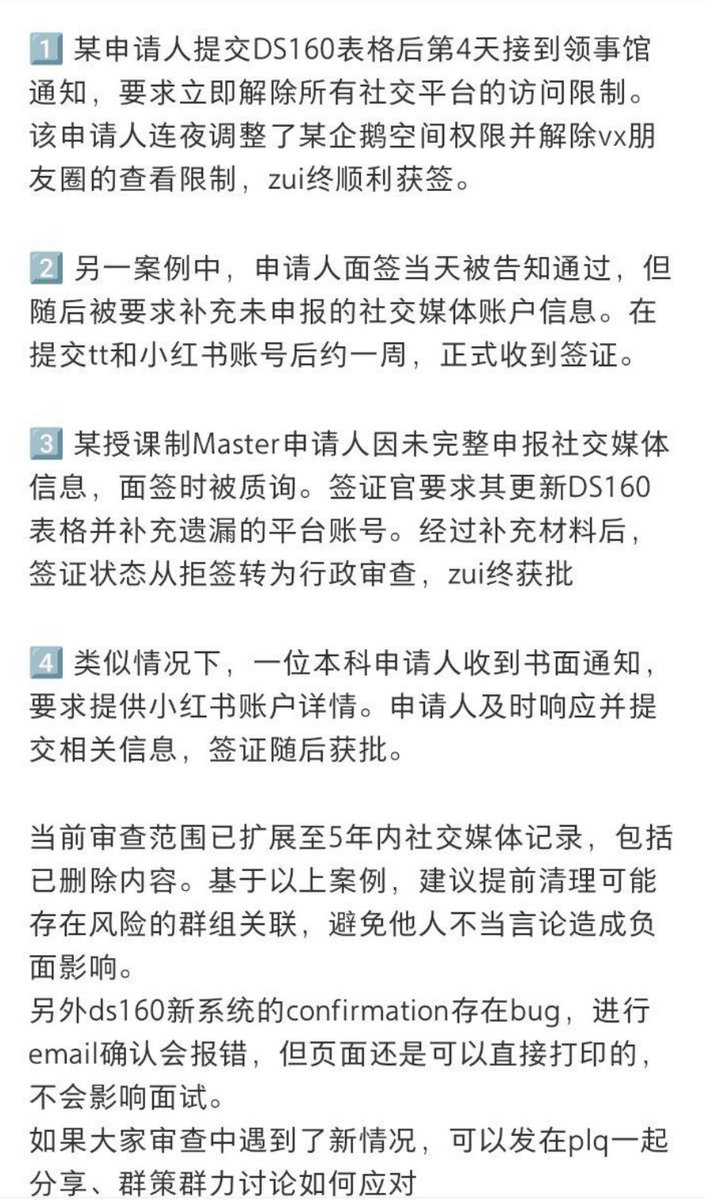 1️⃣ 某申请人提交DS160表格后第4天接到领事馆
通知，要求立即解除所有社交平台的访问限制。
该申请人连夜调整了某企鹅空间权限并解除vx朋
友圈的查看限制，zui终顺利获签。
2️⃣ 另一案例中，申请人面签当天被告知通过，但
随后被要求补充未申报的社交媒体账户信息。在
提交tt和小红书账号后约一周，正式收到签证。
3️⃣ 某授课制Master申请人因未完整申报社交媒体
信息，面签时被质询。签证官要求其更新DS160
表格并补充遗漏的平台账号。经过补充材料后，
签证状态从拒签转为行政审查，zui终获批
4️⃣ 类似情况下，一位本科申请人收到书面通知，
要求提供小红书账户详情。申请人及时响应并提
交相关信息，签证随后获批。
当前审查范围已扩展至5年内社交媒体记录，包括
已删除内容。基于以上案例，建议提前清理可能
存在风险的群组关联，避免他人不当言论造成负
面影响。
另外ds160新系统的confirmation存在bug，进行
email确认会报错，但页面还是可以直接打印的，
不会影响面试。
如果大家审查中遇到了新情况，可以发在plq一起
分享、群策群力讨论如何应对